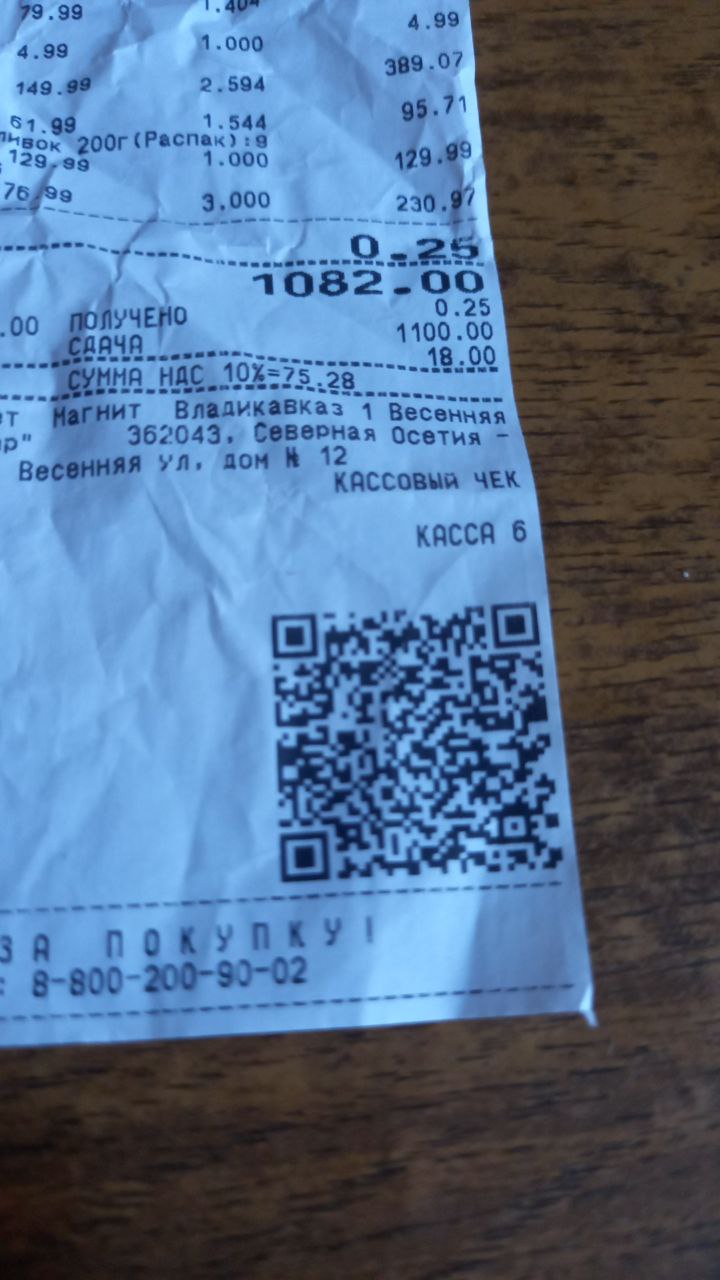 79.99 1.404 4.99
4.99 1.000 389.07
149.99 2.594 95.71
61.99 1.544
ливок 200г(Распак):9
129.99 1.000 129.99
76.99 3.000 230.97
0.25
1082.00
0.25
.00 ПОЛУЧЕНО 1100.00
СДАЧА 18.00
СУММА НДС 10%=75.28
ет Магнит Владикавказ 1 Весенняя
ар" 362043, Северная Осетия -
Весенняя ул, дом № 12
КАССОВЫЙ ЧЕК
КАССА 6
ЗА ПОКУПКУ!
: 8-800-200-90-02